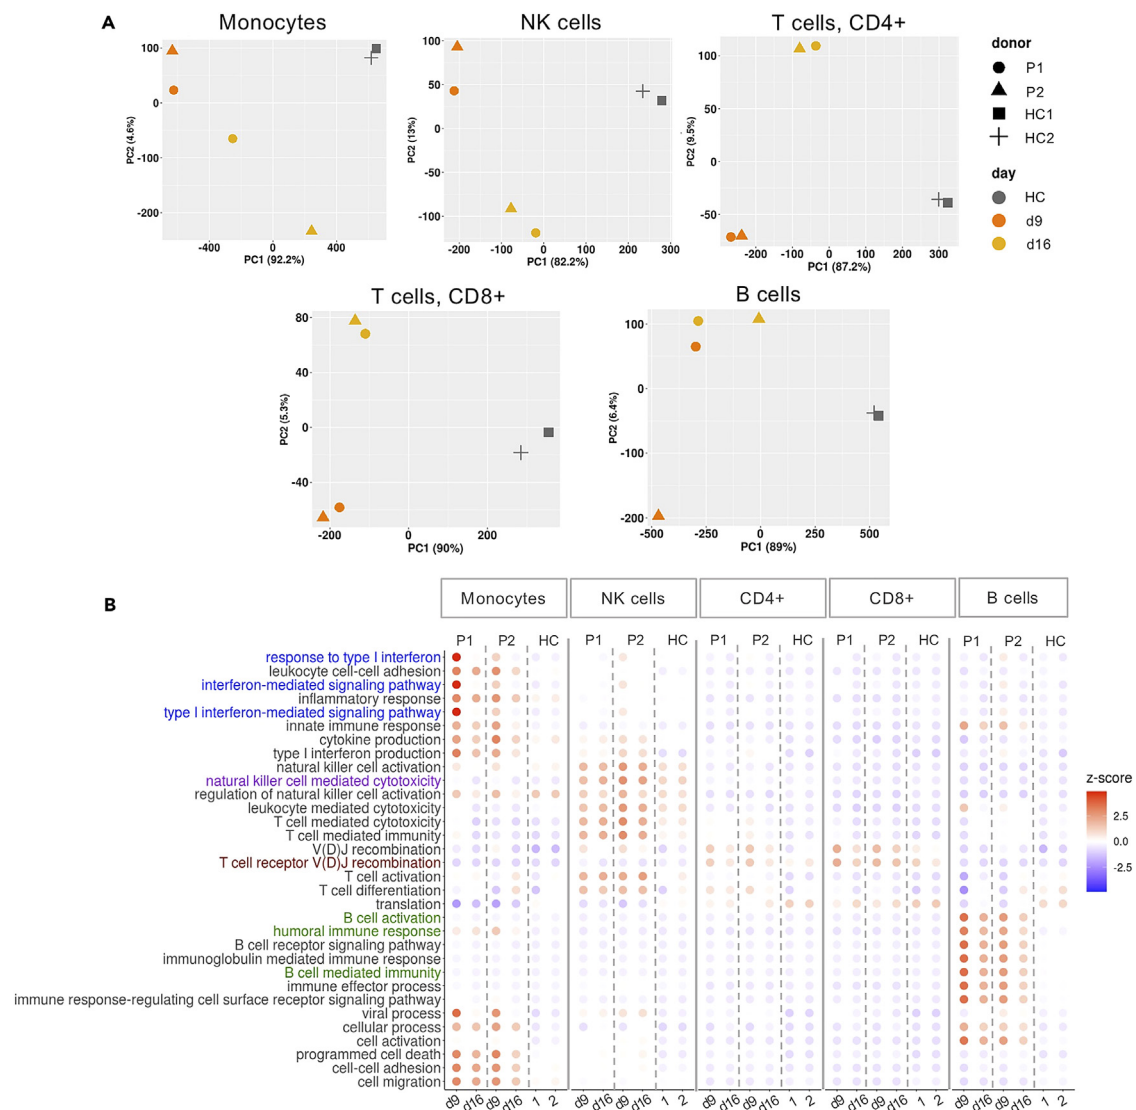 A
Monocytes
NK cells
T cells, CD4+
100
0
-100
-200
PC2 (4.6%)
-400
0
400
PC1 (92.2%)
100
50
0
-50
-100
PC2 (13%)
-200
-100
0
100
200
300
PC1 (82.2%)
100
50
0
-50
PC2 (9.5%)
-200
-100
0
100
200
300
PC1 (87.2%)
donor
P1
P2
HC1
HC2
day
HC
d9
d16
T cells, CD8+
B cells
80
40
0
-40
PC2 (5.3%)
-200
0
200
PC1 (90%)
100
0
-100
-200
PC2 (6.4%)
-500
-250
0
250
500
PC1 (89%)
B
Monocytes
NK cells
CD4+
CD8+
B cells
P1 P2 HC P1 P2 HC P1 P2 HC P1 P2 HC P1 P2 HC
response to type I interferon
leukocyte cell-cell adhesion
interferon-mediated signaling pathway
inflammatory response
type I interferon-mediated signaling pathway
innate immune response
cytokine production
type I interferon production
natural killer cell activation
natural killer cell mediated cytotoxicity
regulation of natural killer cell activation
leukocyte mediated cytotoxicity
T cell mediated cytotoxicity
T cell mediated immunity
V(D)J recombination
T cell receptor V(D)J recombination
T cell activation
T cell differentiation
translation
B cell activation
humoral immune response
B cell receptor signaling pathway
immunoglobulin mediated immune response
B cell mediated immunity
immune effector process
immune response-regulating cell surface receptor signaling pathway
viral process
cellular process
cell activation
programmed cell death
cell-cell adhesion
cell migration
d9 d16 d9 d16 1 2 d9 d16 d9 d16 1 2 d9 d16 d9 d16 1 2 d9 d16 d9 d16 1 2 d9 d16 d9 d16 1 2
z-score
2.5
0.0
-2.5